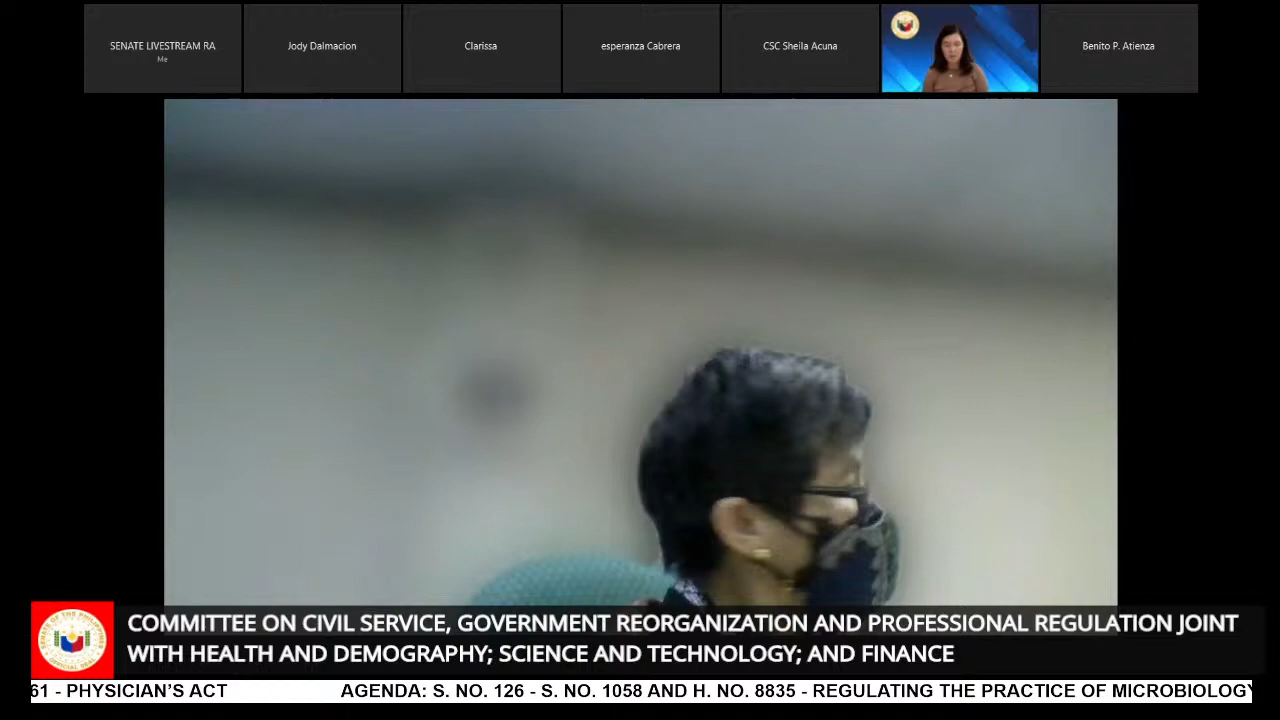 SENATE LIVESTREAM RA
Me
Jody Dalmacion
Clarissa
esperanza Cabrera
CSC Sheila Acuna
Benito P. Atienza
COMMITTEE ON CIVIL SERVICE, GOVERNMENT REORGANIZATION AND PROFESSIONAL REGULATION JOINT
WITH HEALTH AND DEMOGRAPHY; SCIENCE AND TECHNOLOGY; AND FINANCE
61 - PHYSICIAN'S ACT AGENDA: S. NO. 126 - S. NO. 1058 AND H. NO. 8835 - REGULATING THE PRACTICE OF MICROBIOLOGY